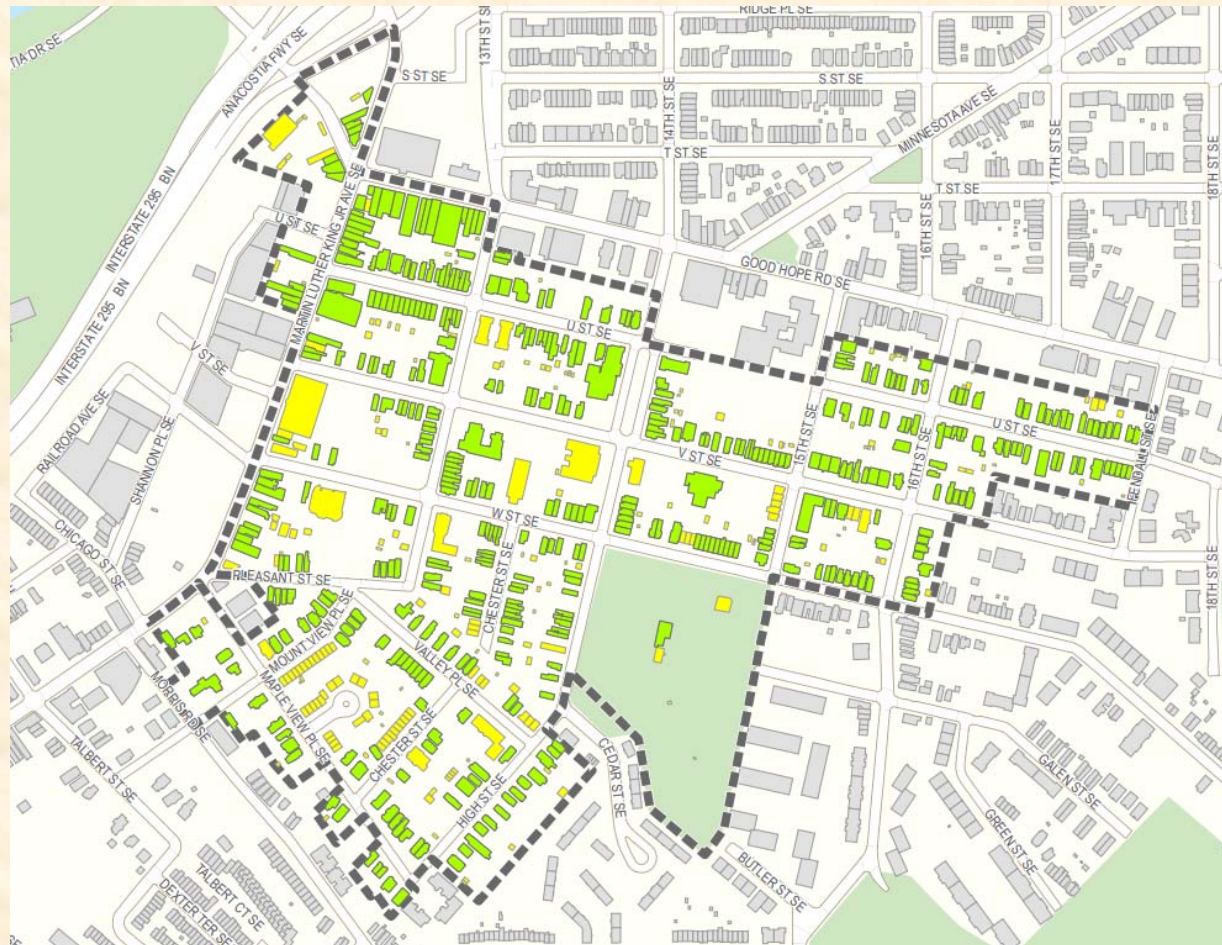 RIDGE PL SE
TIA DR SE
ANACOSTIA FWY SE
13TH ST SE
S ST SE
S ST SE
14TH ST SE
MINNESOTA AVE SE
17TH ST SE
18TH ST SE
T ST SE
T ST SE
INTERSTATE 295 BN
MARTIN LUTHER KING JR AVE SE
U ST SE
16TH ST SE
GOOD HOPE RD SE
INTERSTATE 295 BN
U ST SE
V ST SE
U ST SE
FENDALL ST SE
RAILROAD AVE SE
SHANNON PL SE
V ST SE
15TH ST SE
16TH ST SE
W ST SE
CHICAGO ST SE
PLEASANT ST SE
CHESTER ST SE
18TH ST SE
MOUNT VIEW PL SE
VALLEY PL SE
MAPLE VIEW PL SE
MORRIS RD SE
CHESTER ST SE
TALBERT ST SE
HIGH ST SE
CEDAR ST SE
GALEN ST SE
GREEN ST SE
BUTLER ST SE
TALBERT CT SE
DEXTER TER SE